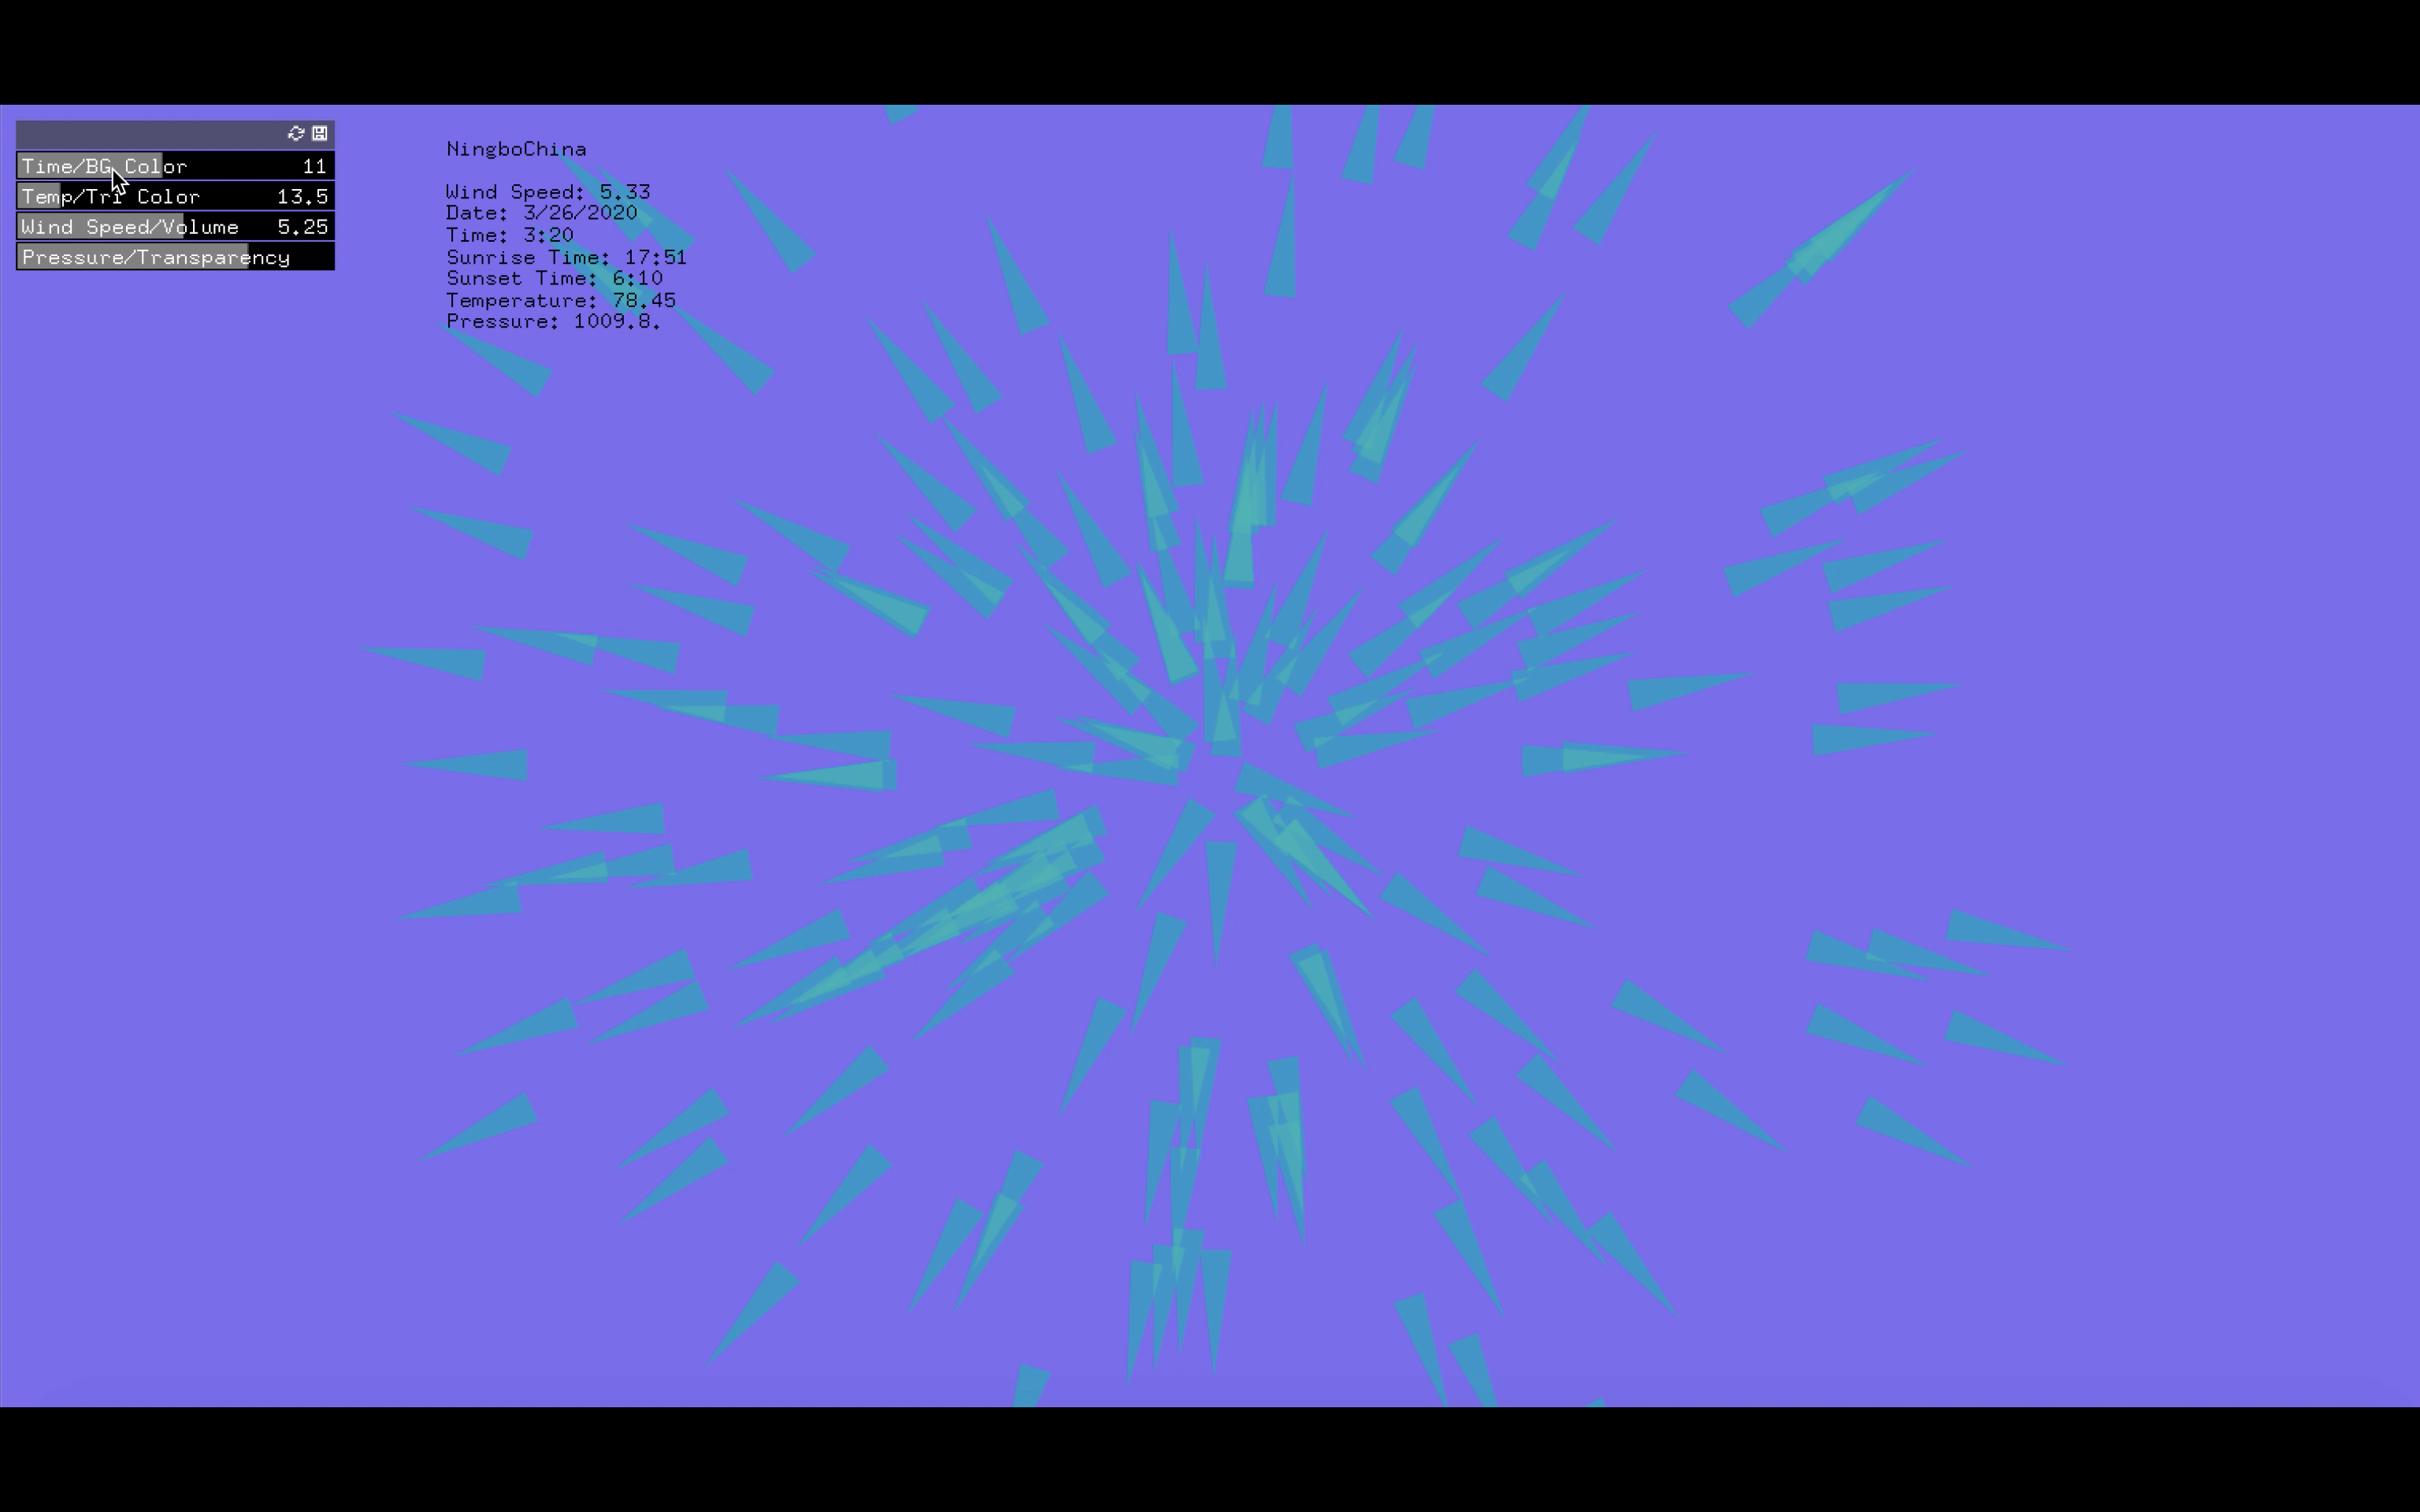 Time/BG Color 11
Temp/Tri Color 13.5
Wind Speed/Volume 5.25
Pressure/Transparency
NingboChina
Wind Speed: 5.33
Date: 3/26/2020
Time: 3:20
Sunrise Time: 17:51
Sunset Time: 6:10
Temperature: 78.45
Pressure: 1009.8.